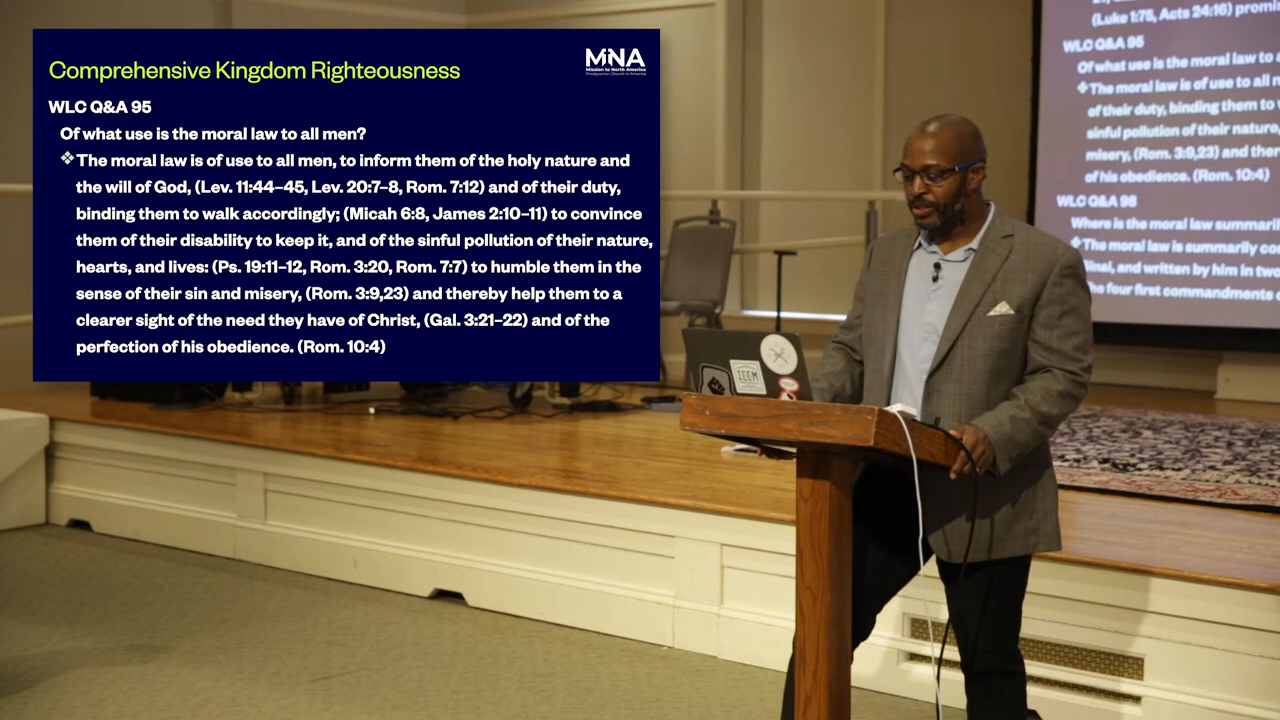 Comprehensive Kingdom Righteousness
MNA
Mission to North America
Presbyterian Church in America
WLC Q&A 95
Of what use is the moral law to all men?
❖The moral law is of use to all men, to inform them of the holy nature and
the will of God, (Lev. 11:44–45, Lev. 20:7–8, Rom. 7:12) and of their duty,
binding them to walk accordingly; (Micah 6:8, James 2:10–11) to convince
them of their disability to keep it, and of the sinful pollution of their nature,
hearts, and lives: (Ps. 19:11–12, Rom. 3:20, Rom. 7:7) to humble them in the
sense of their sin and misery, (Rom. 3:9,23) and thereby help them to a
clearer sight of the need they have of Christ, (Gal. 3:21–22) and of the
perfection of his obedience. (Rom. 10:4)
(Luke 1:75, Acts 24:16) promi
WLC Q&A 95
Of what use is the moral law to a
❖The moral law is of use to all n
of their duty, binding them to
sinful pollution of their nature,
misery, (Rom. 3:9,23) and ther
of his obedience. (Rom. 10:4)
WLC Q&A 98
Where is the moral law summaril
❖The moral law is summarily co
Sinai, and written by him in two
the four first commandments